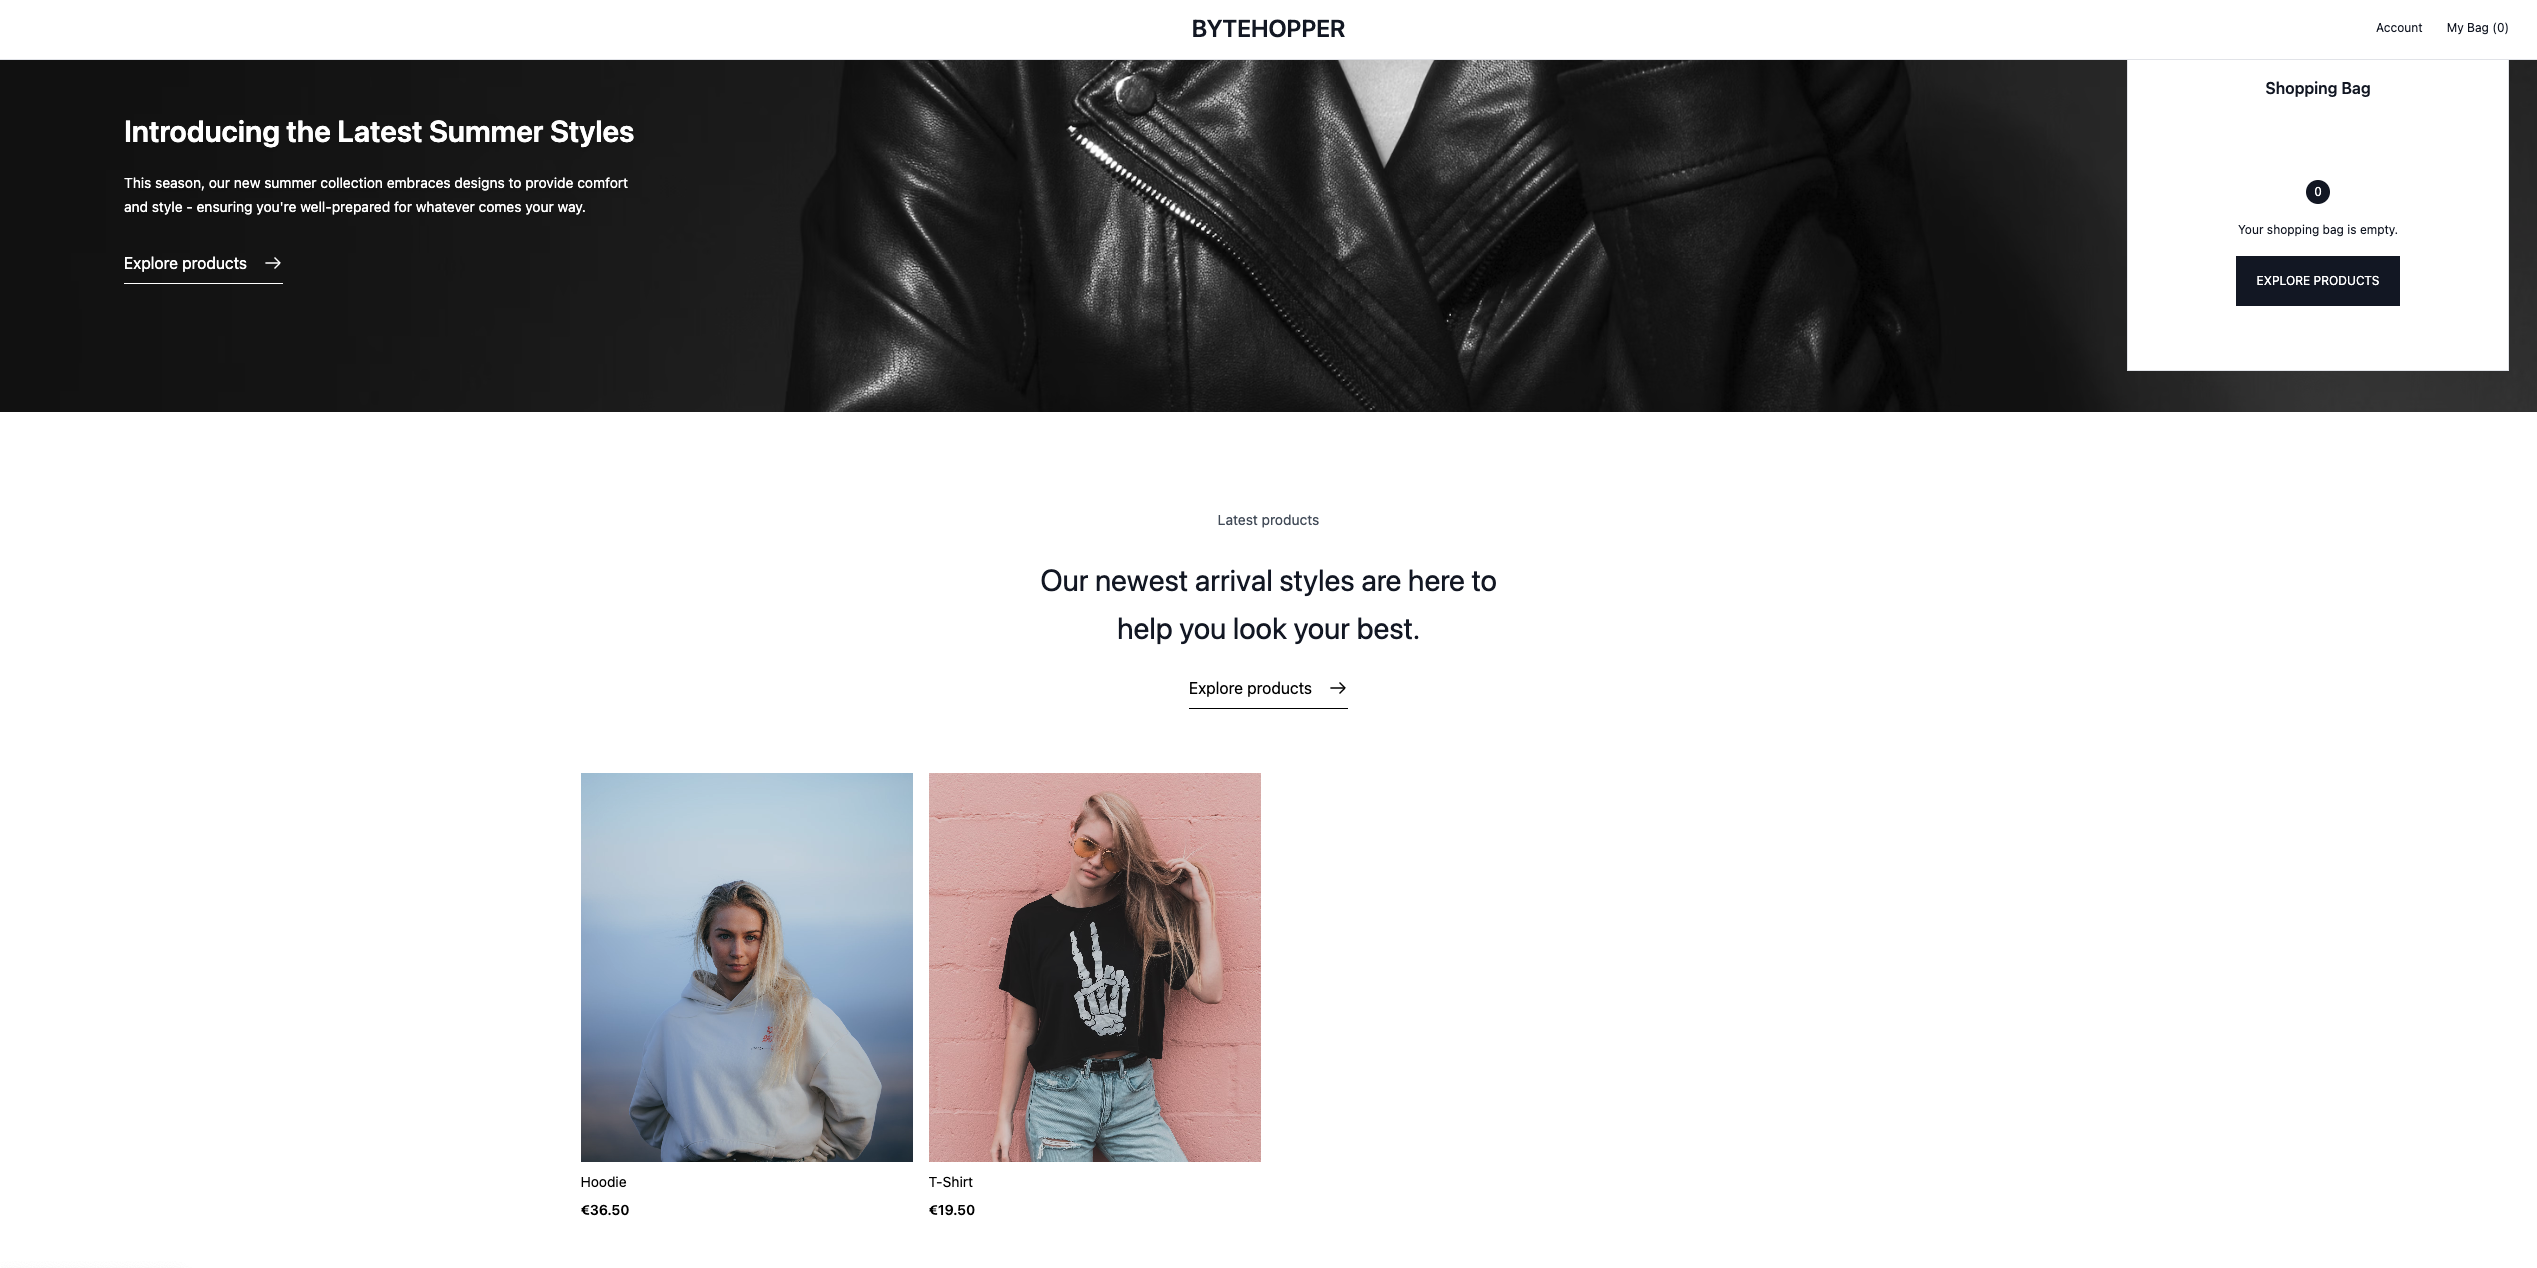 BYTEHOPPER
Account
My Bag (0)
Introducing the Latest Summer Styles
This season, our new summer collection embraces designs to provide comfort
and style - ensuring you're well-prepared for whatever comes your way.
Explore products
Shopping Bag
0
Your shopping bag is empty.
EXPLORE PRODUCTS
Latest products
Our newest arrival styles are here to
help you look your best.
Explore products
Hoodie
€36.50
T-Shirt
€19.50